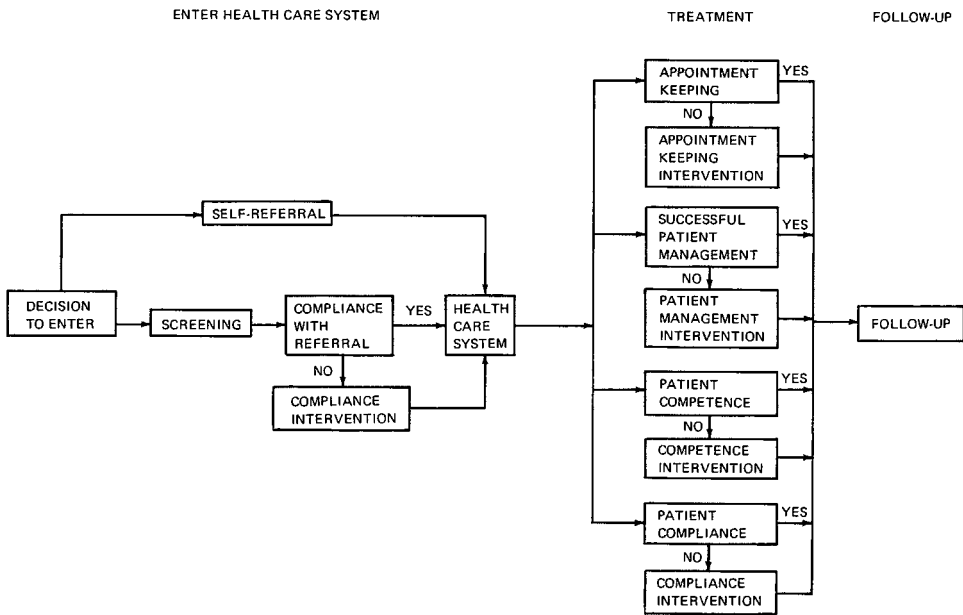 ENTER HEALTH CARE SYSTEM
TREATMENT
FOLLOW-UP
APPOINTMENT
KEEPING
YES
NO
APPOINTMENT
KEEPING
INTERVENTION
SELF-REFERRAL
SUCCESSFUL
PATIENT
MANAGEMENT
YES
NO
DECISION
TO ENTER
SCREENING
COMPLIANCE
WITH
REFERRAL
YES
HEALTH
CARE
SYSTEM
PATIENT
MANAGEMENT
INTERVENTION
FOLLOW-UP
NO
COMPLIANCE
INTERVENTION
PATIENT
COMPETENCE
YES
NO
COMPETENCE
INTERVENTION
PATIENT
COMPLIANCE
YES
NO
COMPLIANCE
INTERVENTION